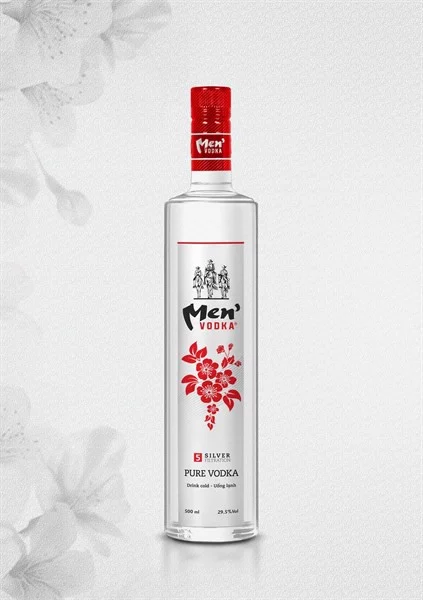 Men'
VODKA
Men'
VODKA®
5 SILVER
FILTRATION
PURE VODKA
Drink cold - Uống lạnh
500 ml 29.5%Vol